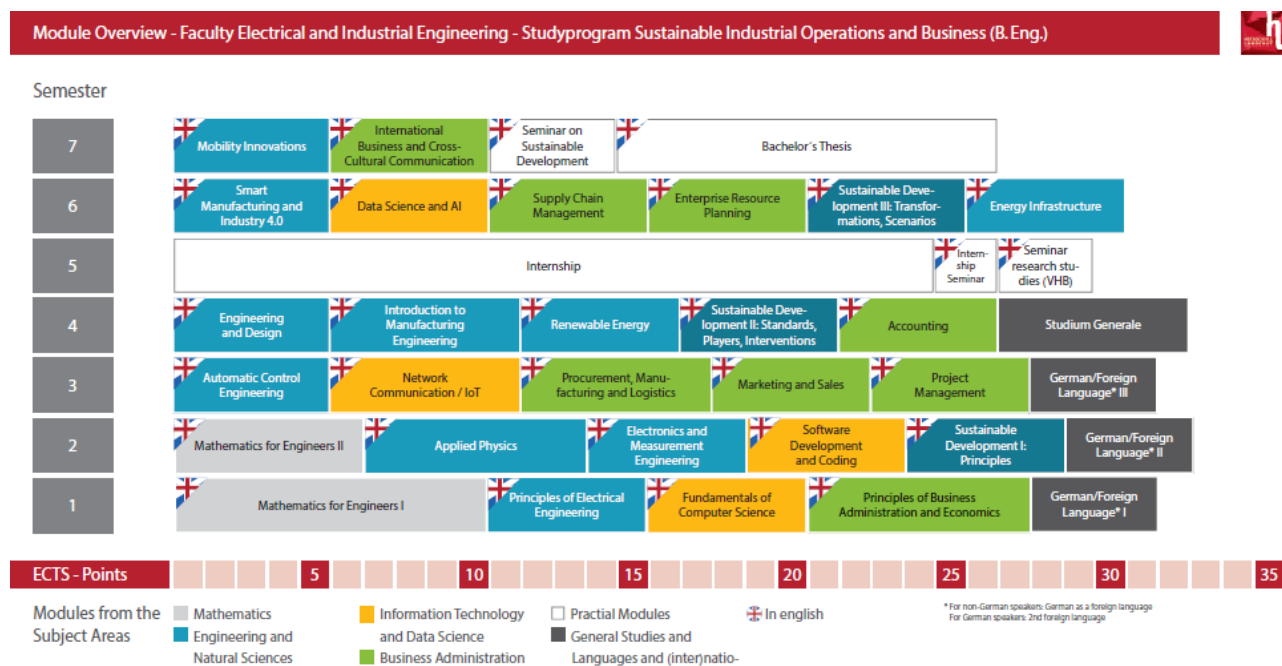 Module Overview - Faculty Electrical and Industrial Engineering - Studyprogram Sustainable Industrial Operations and Business (B. Eng.)
Semester
7
Mobility Innovations
International
Business and Cross-
Cultural Communication
Seminar on
Sustainable
Development
Bachelor´s Thesis
6
Smart
Manufacturing and
Industry 4.0
Data Science and AI
Supply Chain
Management
Enterprise Resource
Planning
Sustainable Deve-
lopment III: Transfor-
mations, Scenarios
Energy Infrastructure
5
Internship
Intern-
ship
Seminar
Seminar
research stu-
dies (VHB)
4
Engineering
and Design
Introduction to
Manufacturing
Engineering
Renewable Energy
Sustainable Deve-
lopment II: Standards,
Players, Interventions
Accounting
Studium Generale
3
Automatic Control
Engineering
Network
Communication / IoT
Procurement, Manu-
facturing and Logistics
Marketing and Sales
Project
Management
German/Foreign
Language* III
2
Mathematics for Engineers II
Applied Physics
Electronics and
Measurement
Engineering
Software
Development
and Coding
Sustainable
Development I:
Principles
German/Foreign
Language* II
1
Mathematics for Engineers I
Principles of Electrical
Engineering
Fundamentals of
Computer Science
Principles of Business
Administration and Economics
German/Foreign
Language* I
ECTS - Points
5
10
15
20
25
30
35
Modules from the
Subject Areas
Mathematics
Engineering and
Natural Sciences
Information Technology
and Data Science
Business Administration
Practial Modules
General Studies and
Languages and (inter)natio-
In english
* For non-German speakers: German as a foreign language
For German speakers: 2nd foreign language